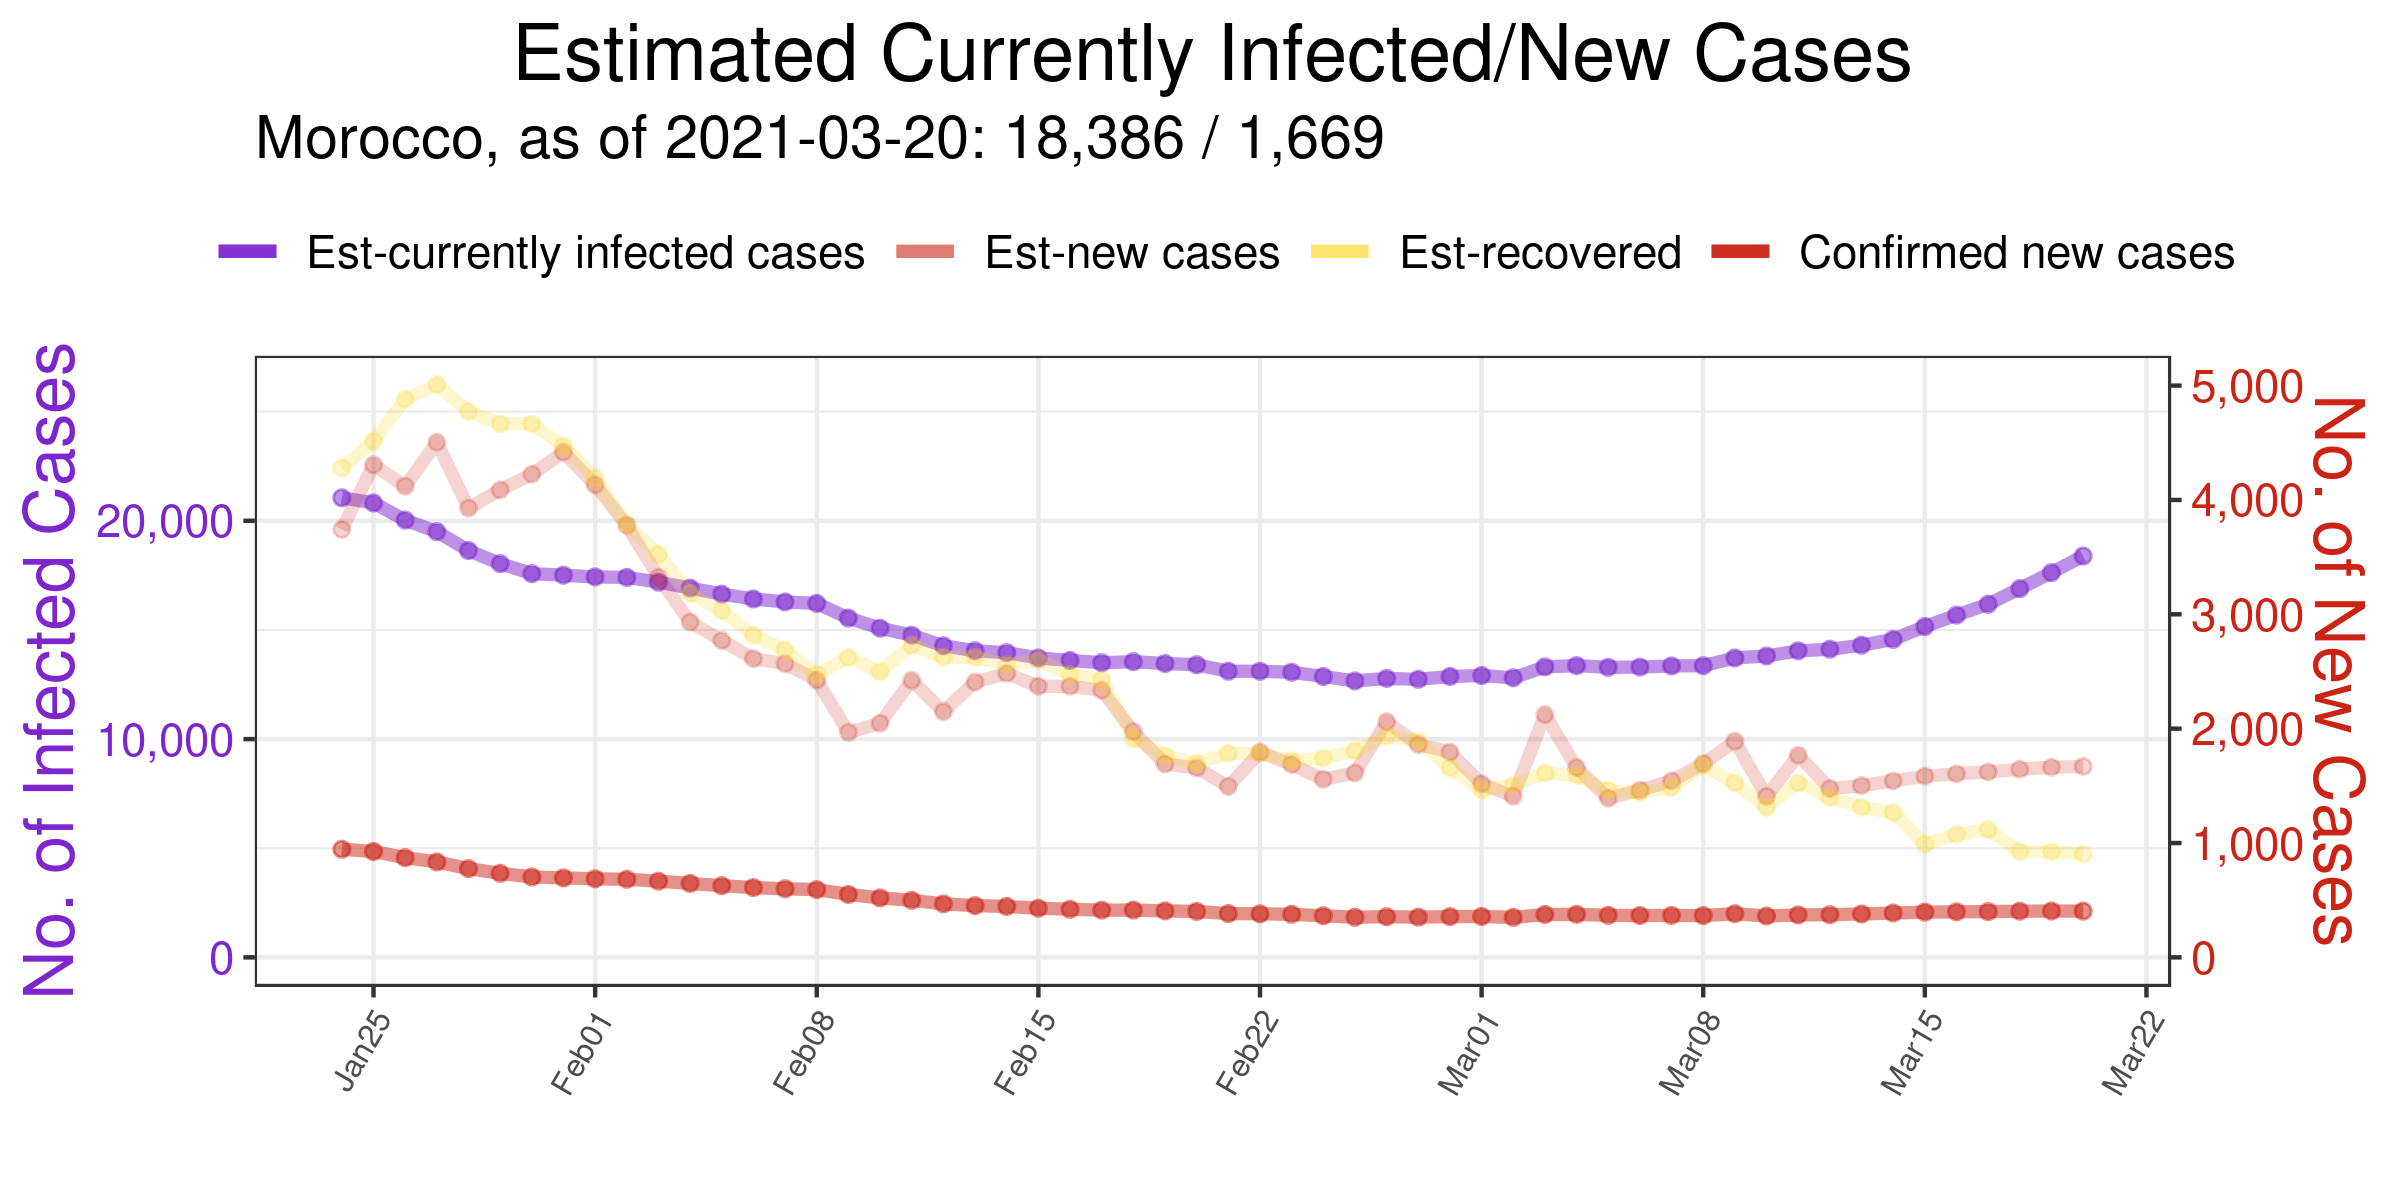 Estimated Currently Infected/New Cases
Morocco, as of 2021-03-20: 18,386 / 1,669
Est-currently infected cases Est-new cases Est-recovered Confirmed new cases
No. of Infected Cases
20,000
10,000
0
5,000
4,000
3,000
2,000
1,000
0
No. of New Cases
Jan25 Feb01 Feb08 Feb15 Feb22 Mar01 Mar08 Mar15 Mar22